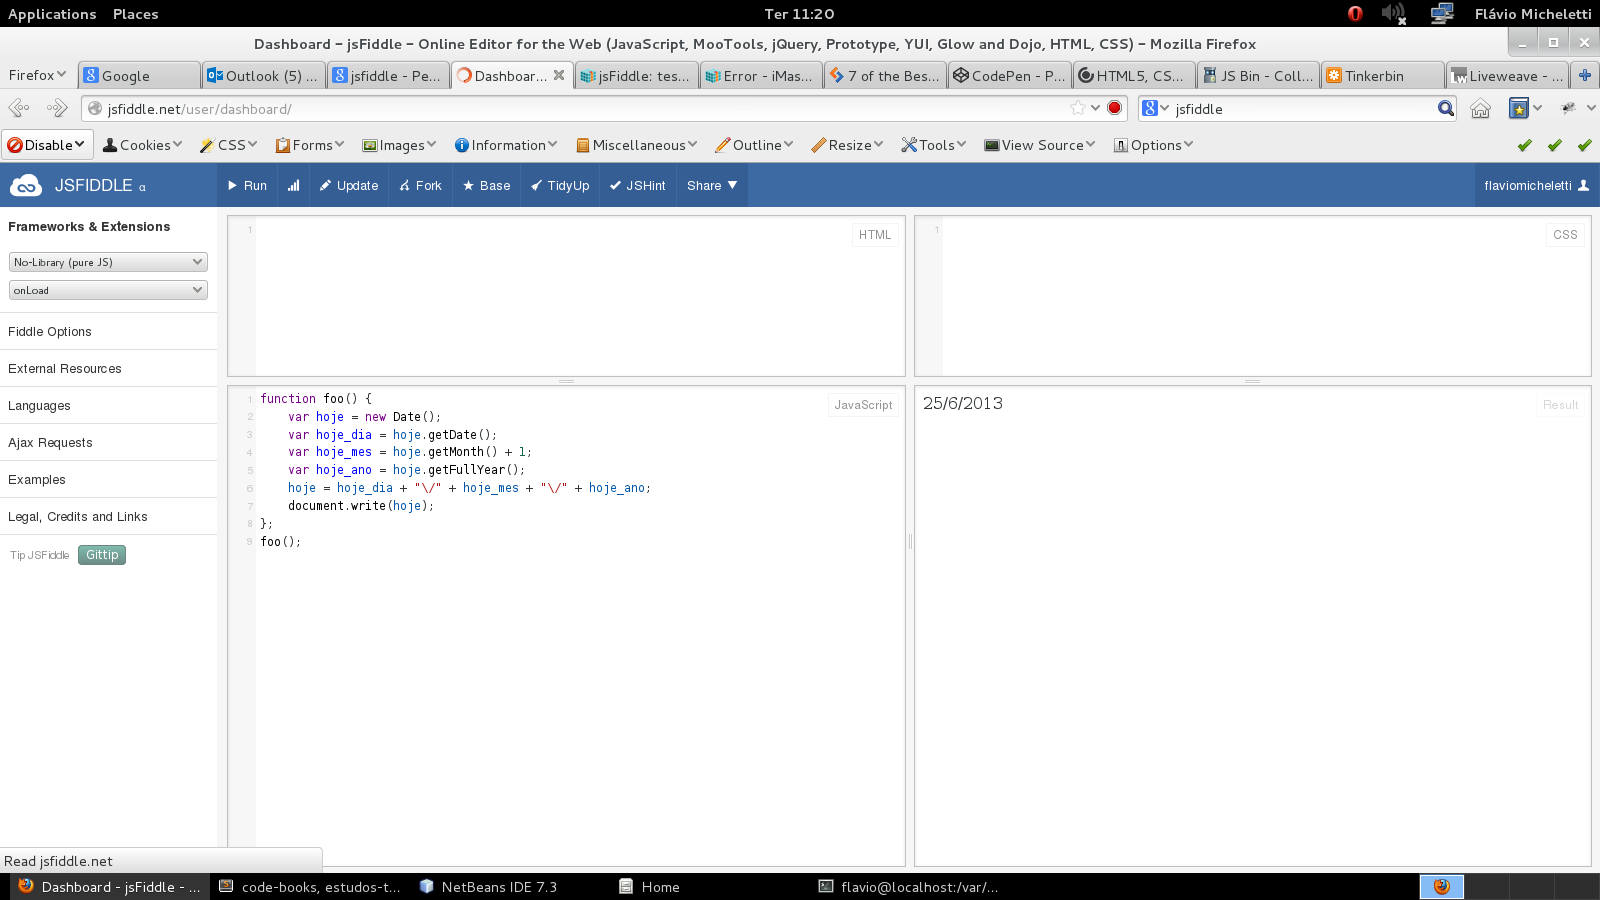 Applications Places Ter 11:20 Flávio Micheletti
Dashboard - jsFiddle - Online Editor for the Web (JavaScript, MooTools, jQuery, Prototype, YUI, Glow and Dojo, HTML, CSS) - Mozilla Firefox
Firefox Google Outlook (5) ... jsfiddle - Pe... Dashboar... jsFiddle: tes... Error - iMas... 7 of the Bes... CodePen - P... HTML5, CS... JS Bin - Coll... Tinkerbin Liveweave - ...
jsfiddle.net/user/dashboard/ jsfiddle
Disable Cookies CSS Forms Images Information Miscellaneous Outline Resize Tools View Source Options
JSFIDDLE α Run Update Fork Base TidyUp JSHint Share flaviomicheletti
Frameworks & Extensions
No-Library (pure JS)
onLoad
Fiddle Options
External Resources
Languages
Ajax Requests
Examples
Legal, Credits and Links
Tip JSFiddle Gittip
1 HTML
1 CSS
JavaScript
1 function foo() {
2 var hoje = new Date();
3 var hoje_dia = hoje.getDate();
4 var hoje_mes = hoje.getMonth() + 1;
5 var hoje_ano = hoje.getFullYear();
6 hoje = hoje_dia + "\/" + hoje_mes + "\/" + hoje_ano;
7 document.write(hoje);
8 };
9 foo();
25/6/2013 Result
Read jsfiddle.net
Dashboard - jsFiddle - ... code-books, estudos-t... NetBeans IDE 7.3 Home flavio@localhost:/var/...